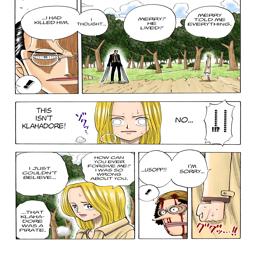 MERRY
TOLD ME
EVERYTHING.
MERRY?
HE
LIVED?
I
THOUGHT...
...I HAD
KILLED HIM.
!!!
NO...
THIS
ISN'T
KLAHADORE!
I'M
SORRY...
...USOPP!!
HOW CAN
YOU EVER
FORGIVE ME?
I WAS SO
WRONG ABOUT
YOU.
I JUST
COULDN'T
BELIEVE...
...THAT
KLAHA-
DORE WAS
A PIRATE.